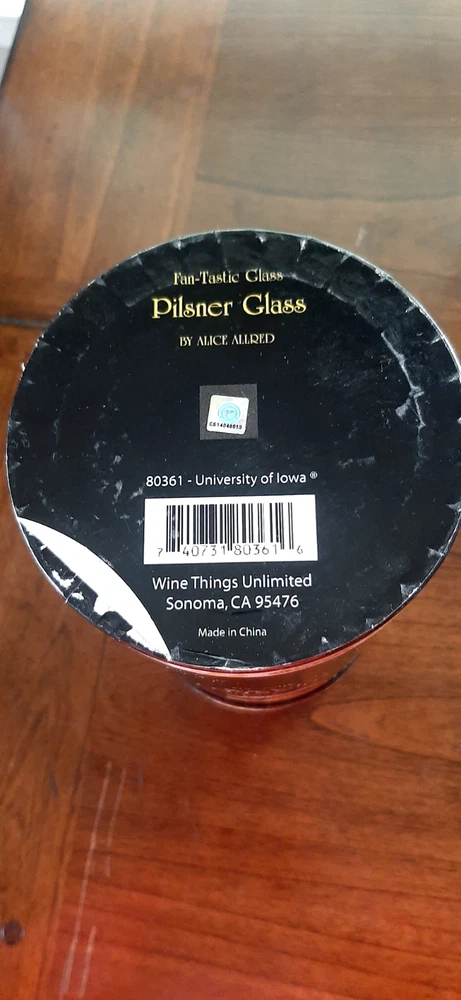 Fan-Tastic Glass
Pilsner Glass
BY ALICE ALLRED
80361 - University of Iowa ®
7 40731 80361 6
Wine Things Unlimited
Sonoma, CA 95476
Made in China